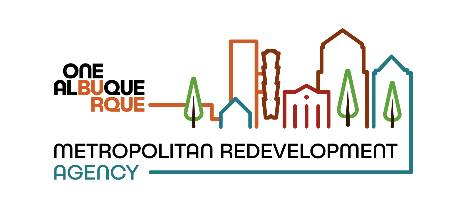 ONE
ALBUQUE
RQUE
METROPOLITAN REDEVELOPMENT
AGENCY